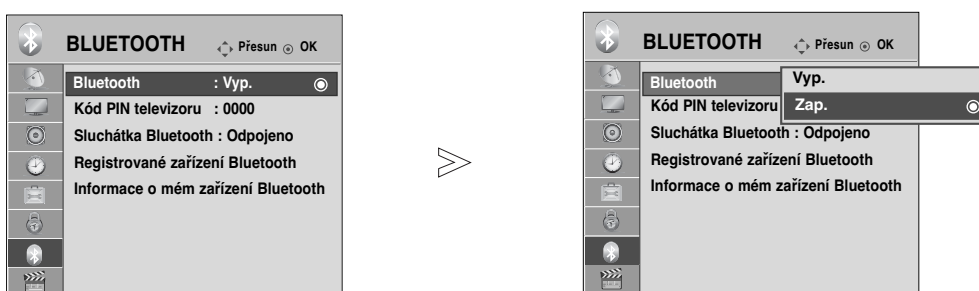 BLUETOOTH Přesun OK
Bluetooth : Vyp.
Kód PIN televizoru : 0000
Sluchátka Bluetooth : Odpojeno
Registrované zařízení Bluetooth
Informace o mém zařízení Bluetooth
BLUETOOTH Přesun OK
Bluetooth
Vyp.
Kód PIN televizoru
Zap.
Sluchátka Bluetooth : Odpojeno
Registrované zařízení Bluetooth
Informace o mém zařízení Bluetooth